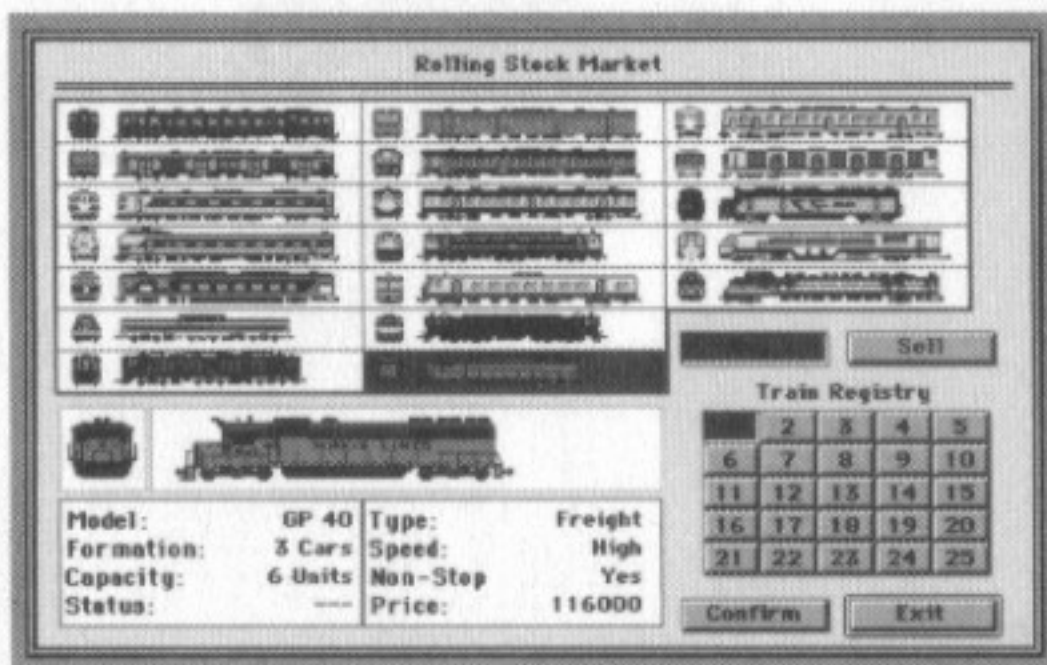 Rolling Stock Market
Sell
Train Registry
2 3 4 5
6 7 8 9 10
11 12 13 14 15
16 17 18 19 20
21 22 23 24 25
Model: GP 40 Type: Freight
Formation: 3 Cars Speed: High
Capacity: 6 Units Non-Stop Yes
Status: --- Price: 116000
Confirm Exit